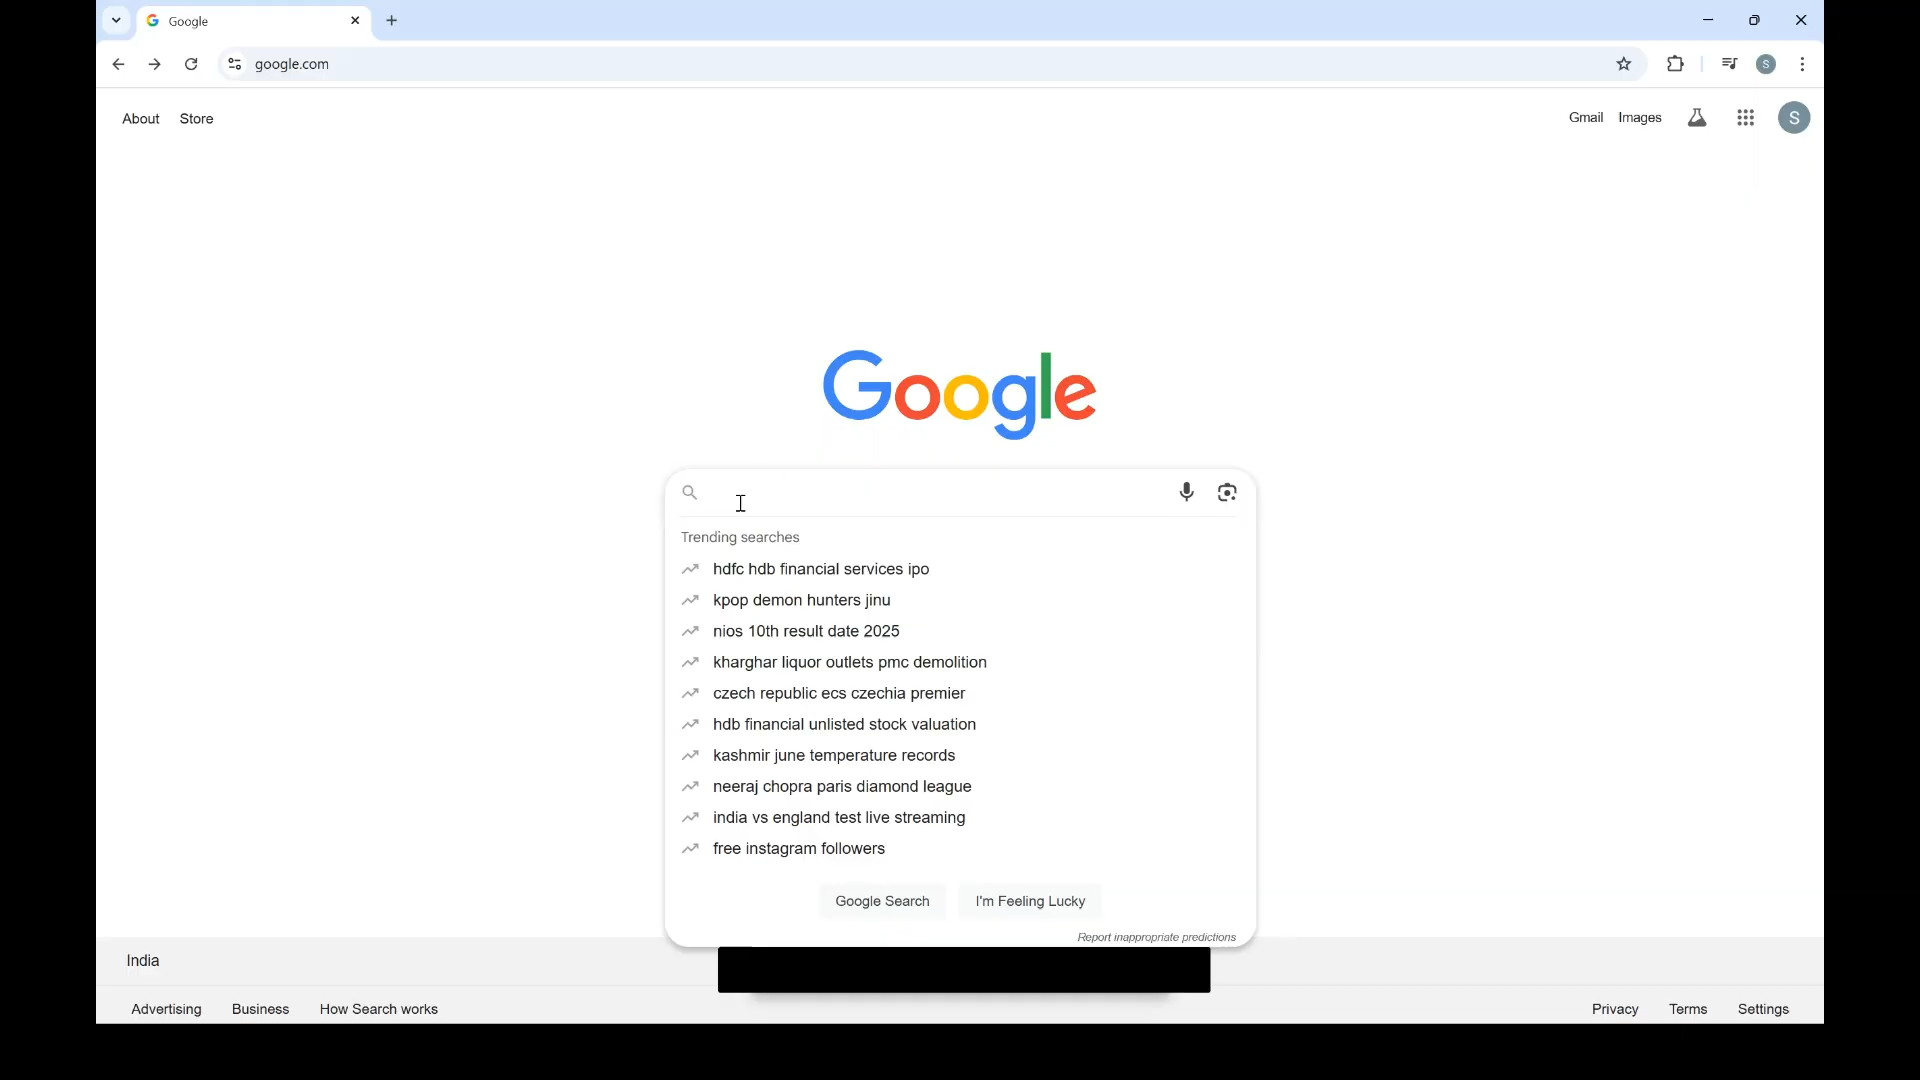 Google
google.com
S
About Store
Gmail Images
S
Google
Trending searches
hdfc hdb financial services ipo
kpop demon hunters jinu
nios 10th result date 2025
kharghar liquor outlets pmc demolition
czech republic ecs czechia premier
hdb financial unlisted stock valuation
kashmir june temperature records
neeraj chopra paris diamond league
india vs england test live streaming
free instagram followers
Google Search I'm Feeling Lucky
Report inappropriate predictions
India
Advertising Business How Search works
Privacy Terms Settings